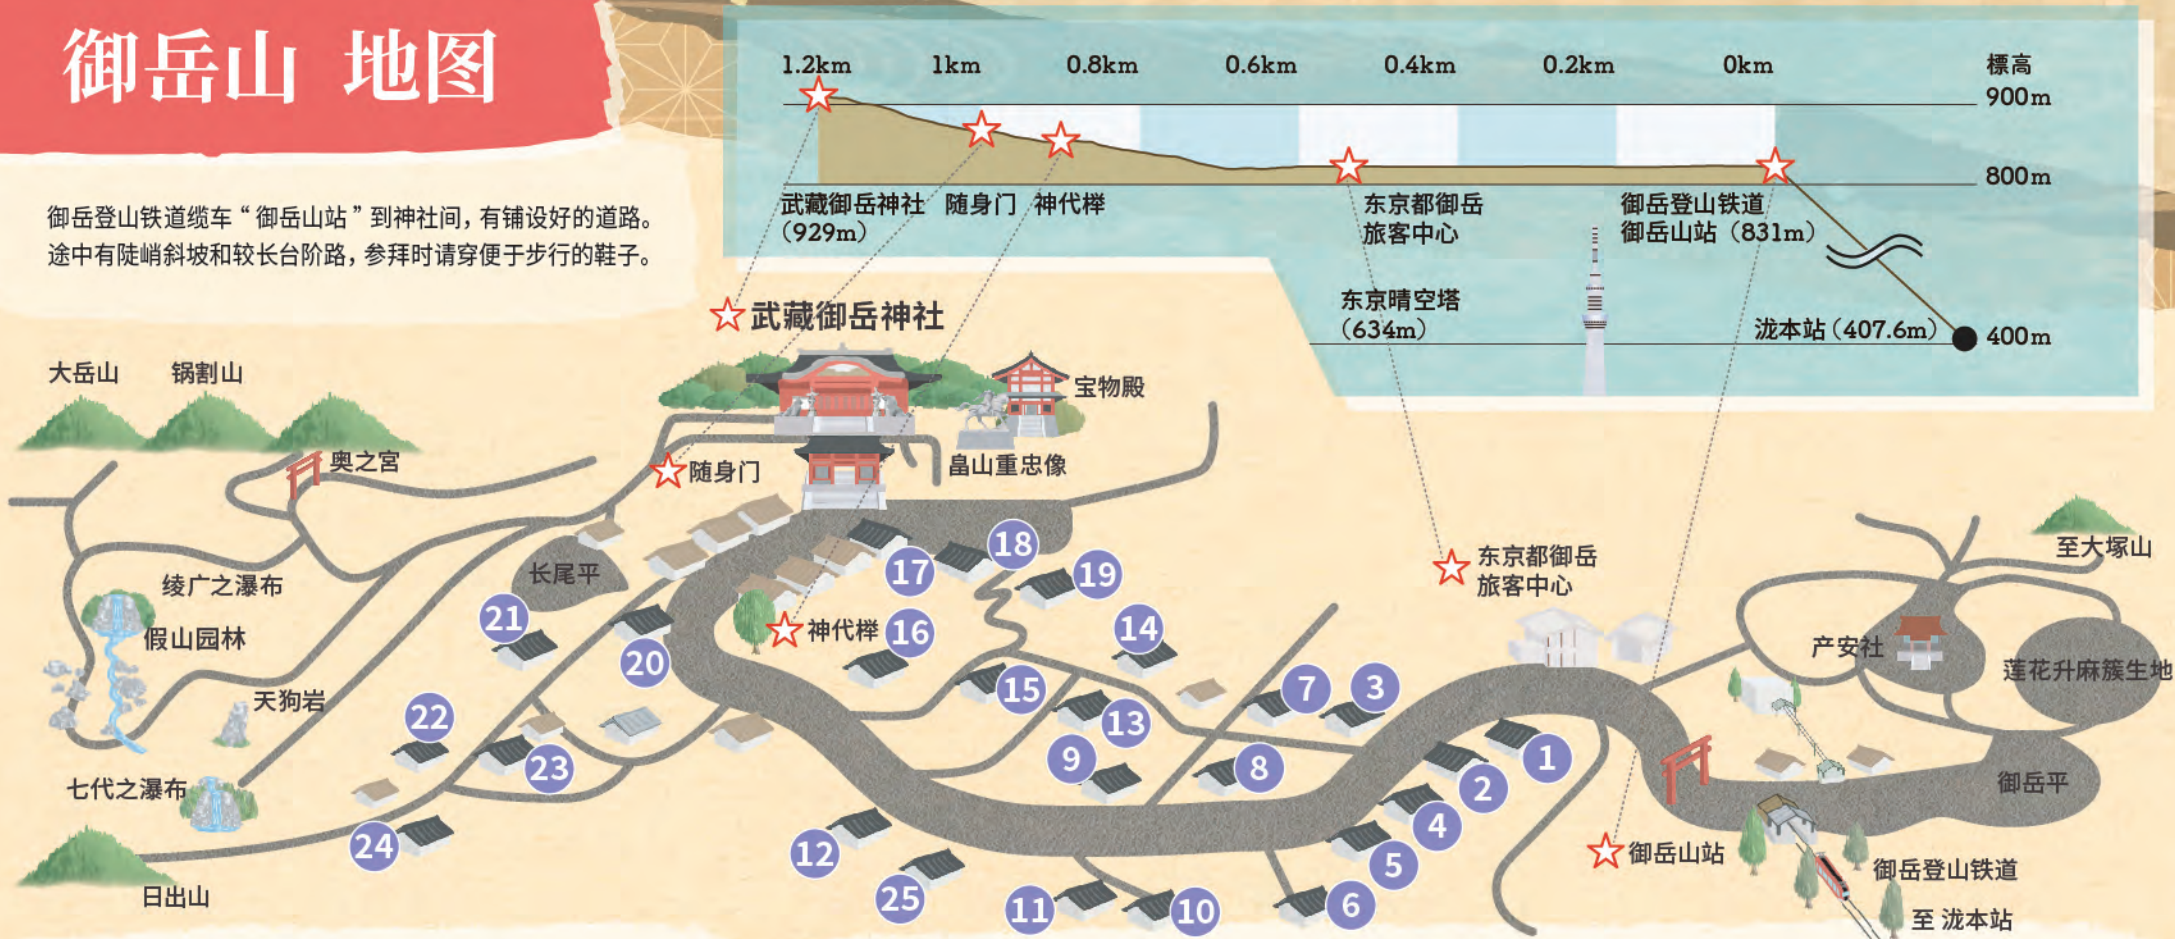 御岳山 地图
御岳登山铁道缆车“御岳山站”到神社间，有铺设好的道路。
途中有陡峭斜坡和较长台阶路，参拜时请穿便于步行的鞋子。
1.2km 1km 0.8km 0.6km 0.4km 0.2km 0km 標高
900m
800m
武藏御岳神社
（929m）
随身门
神代榉
东京都御岳
旅客中心
御岳登山铁道
御岳山站（831m）
东京晴空塔
（634m）
泷本站（407.6m）
400m
武藏御岳神社
大岳山
锅割山
宝物殿
奥之宫
随身门
畠山重忠像
东京都御岳
旅客中心
至大塚山
长尾平
绫广之瀑布
假山园林
神代榉
产安社
莲花升麻簇生地
天狗岩
七代之瀑布
御岳平
御岳山站
御岳登山铁道
日出山
至 泷本站
18
17
19
21
16
14
20
15
7
3
22
13
23
9
8
1
2
4
24
12
5
25
11
10
6